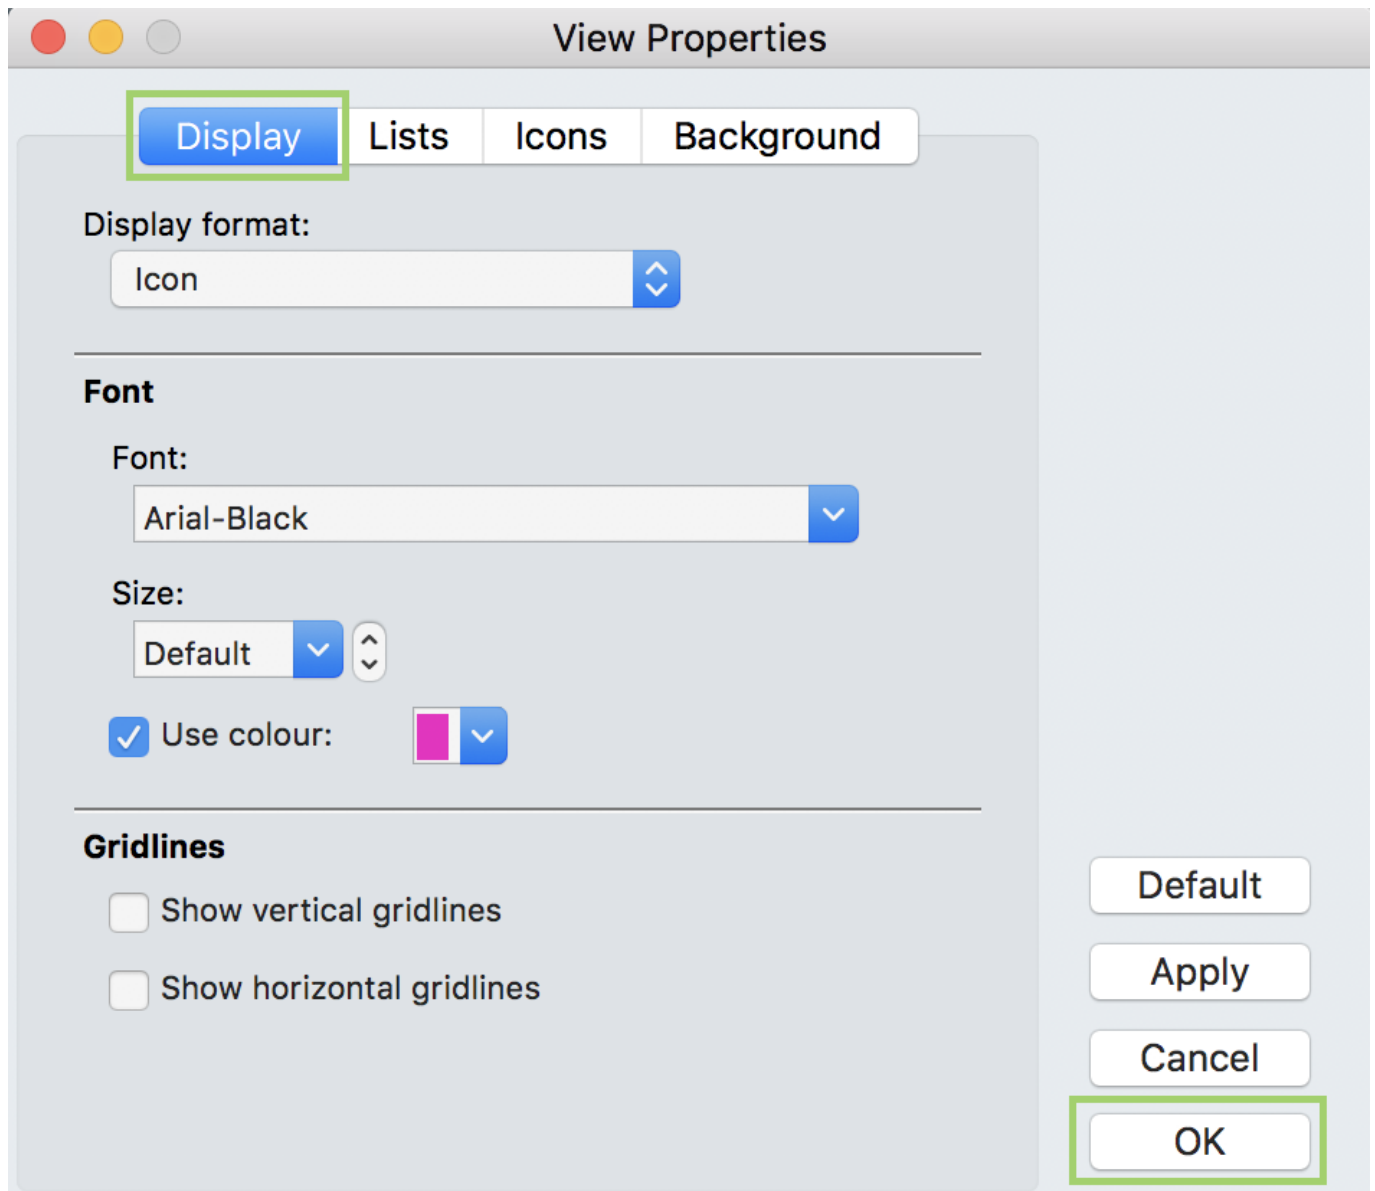 View Properties
Display Lists Icons Background
Display format:
Icon
Font
Font:
Arial-Black
Size:
Default
Use colour:
Gridlines
Show vertical gridlines
Show horizontal gridlines
Default
Apply
Cancel
OK